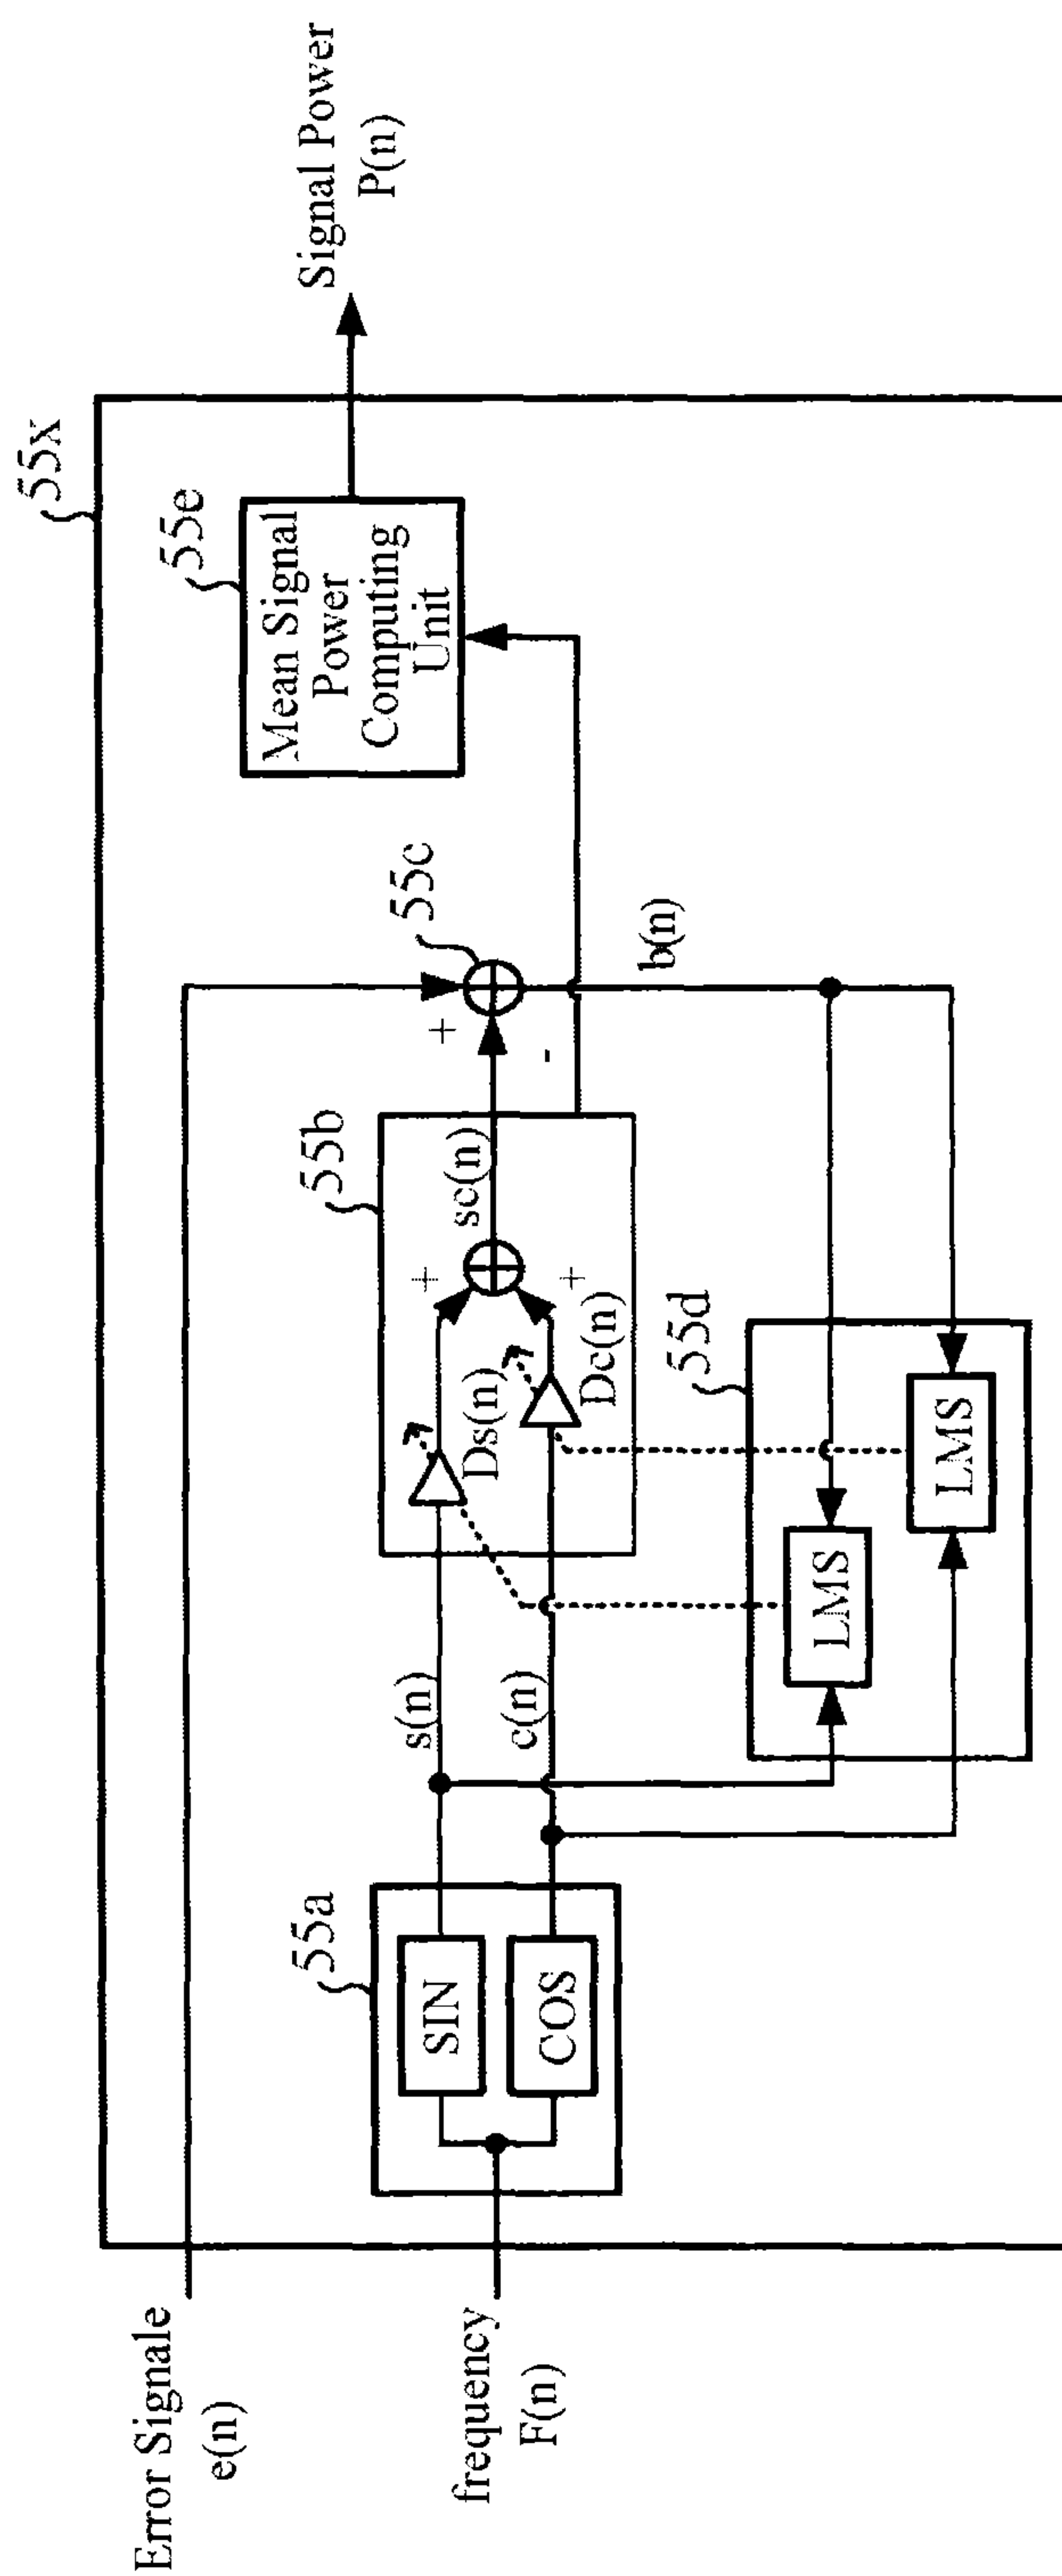 55x
Error Signale
e(n)
55e
Mean Signal
Power
Computing
Unit
Signal Power
P(n)
55a
SIN
COS
frequency
F(n)
s(n)
c(n)
55b
Ds(n)
Dc(n)
+
+
sc(n)
55c
+
-
b(n)
55d
LMS
LMS